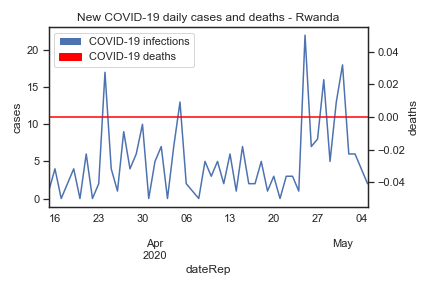 New COVID-19 daily cases and deaths - Rwanda
COVID-19 infections
COVID-19 deaths
20
15
10
5
0
cases
0.04
0.02
0.00
−0.02
−0.04
deaths
16 23 30 06 13 20 27 04
Apr May
2020
dateRep